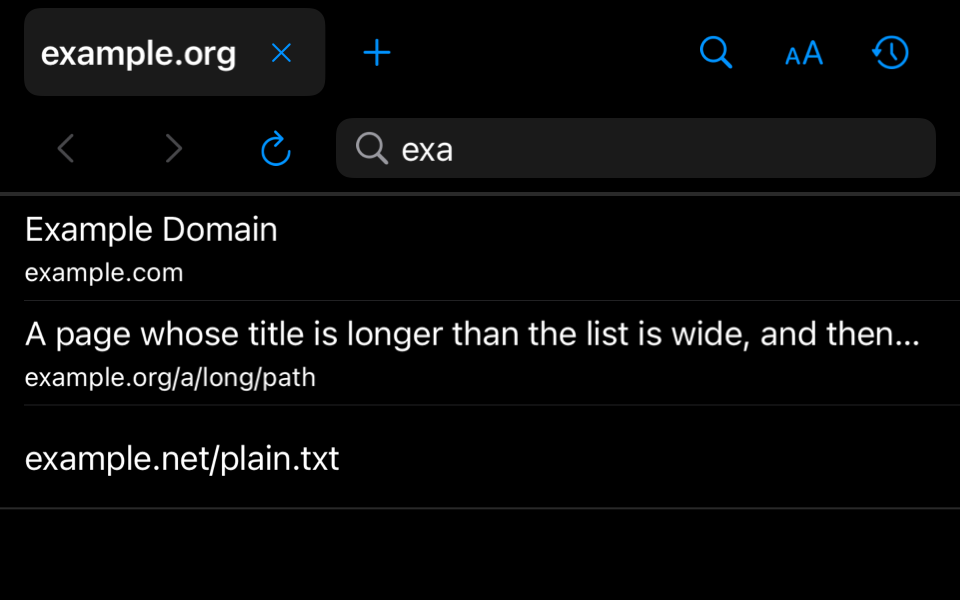 example.org
AA
exa
Example Domain
example.com
A page whose title is longer than the list is wide, and then...
example.org/a/long/path
example.net/plain.txt